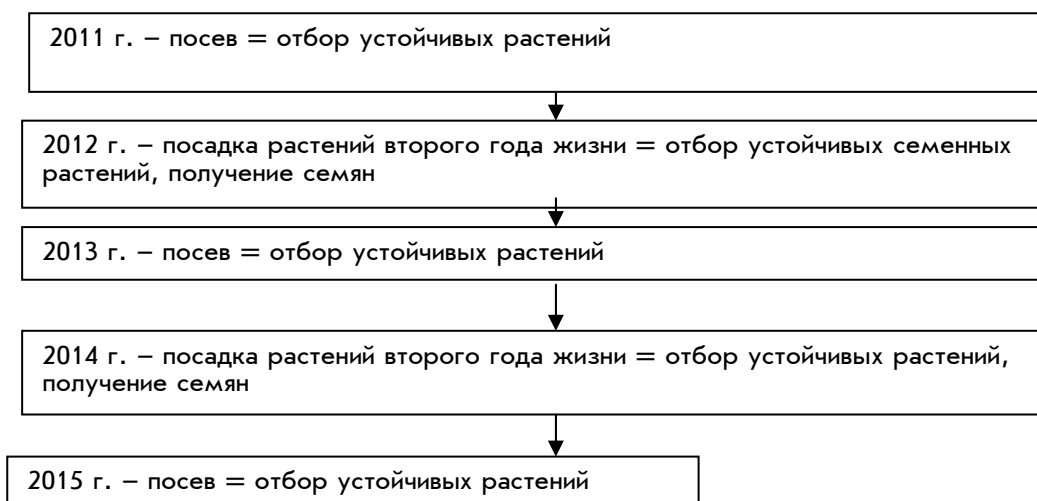 2011 г. – посев = отбор устойчивых растений
2012 г. – посадка растений второго года жизни = отбор устойчивых семенных
растений, получение семян
2013 г. – посев = отбор устойчивых растений
2014 г. – посадка растений второго года жизни = отбор устойчивых растений,
получение семян
2015 г. – посев = отбор устойчивых растений